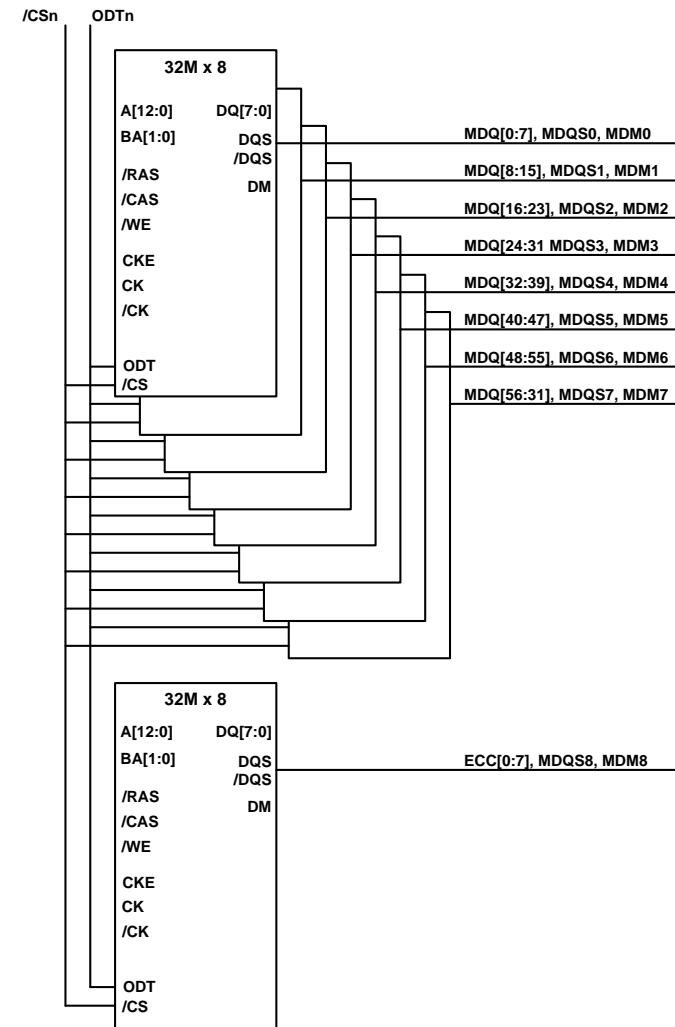 /CSn ODTn
32M x 8
A[12:0] DQ[7:0]
BA[1:0] DQS
/DQS
/RAS DM
/CAS
/WE
CKE
CK
/CK
ODT
/CS
MDQ[0:7], MDQS0, MDM0
MDQ[8:15], MDQS1, MDM1
MDQ[16:23], MDQS2, MDM2
MDQ[24:31 MDQS3, MDM3
MDQ[32:39], MDQS4, MDM4
MDQ[40:47], MDQS5, MDM5
MDQ[48:55], MDQS6, MDM6
MDQ[56:31], MDQS7, MDM7
32M x 8
A[12:0] DQ[7:0]
BA[1:0] DQS
/DQS
/RAS DM
/CAS
/WE
CKE
CK
/CK
ODT
/CS
ECC[0:7], MDQS8, MDM8